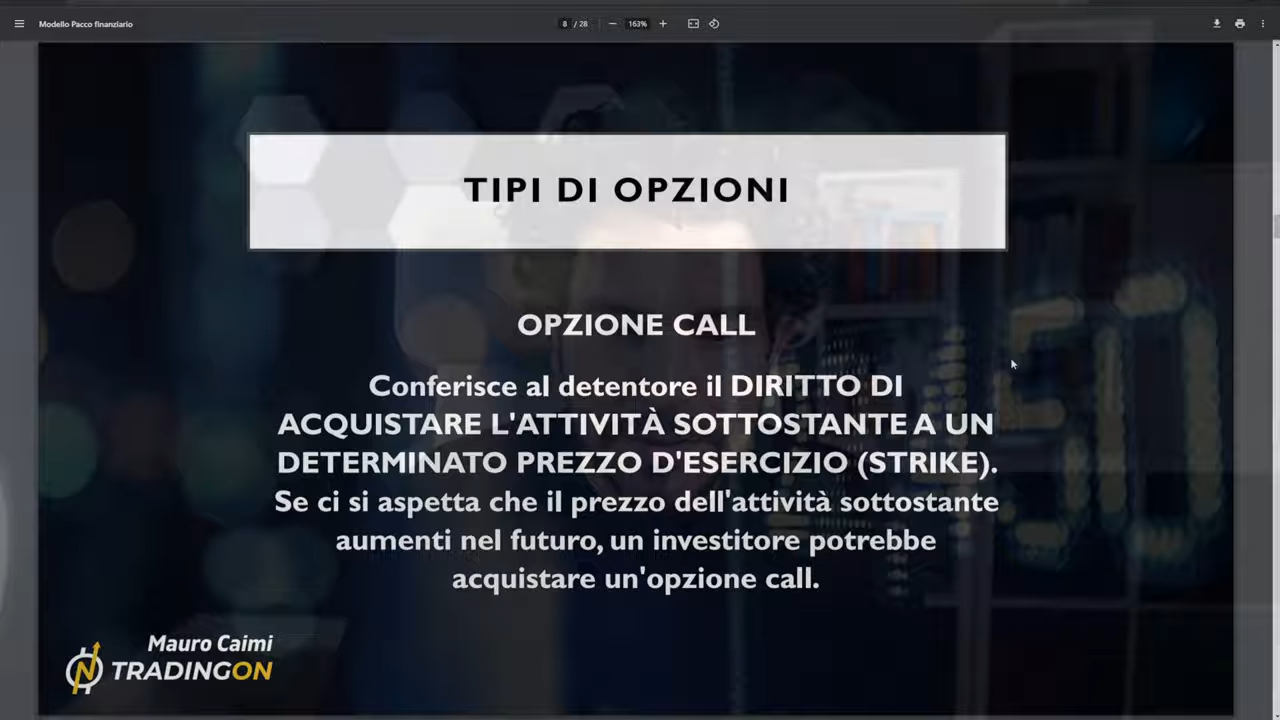 Modello Pacco finanziario
8 / 28
163%
TIPI DI OPZIONI
OPZIONE CALL
Conferisce al detentore il DIRITTO DI
ACQUISTARE L'ATTIVITÀ SOTTOSTANTE A UN
DETERMINATO PREZZO D'ESERCIZIO (STRIKE).
Se ci si aspetta che il prezzo dell'attività sottostante
aumenti nel futuro, un investitore potrebbe
acquistare un'opzione call.
Mauro Caimi
TRADINGON